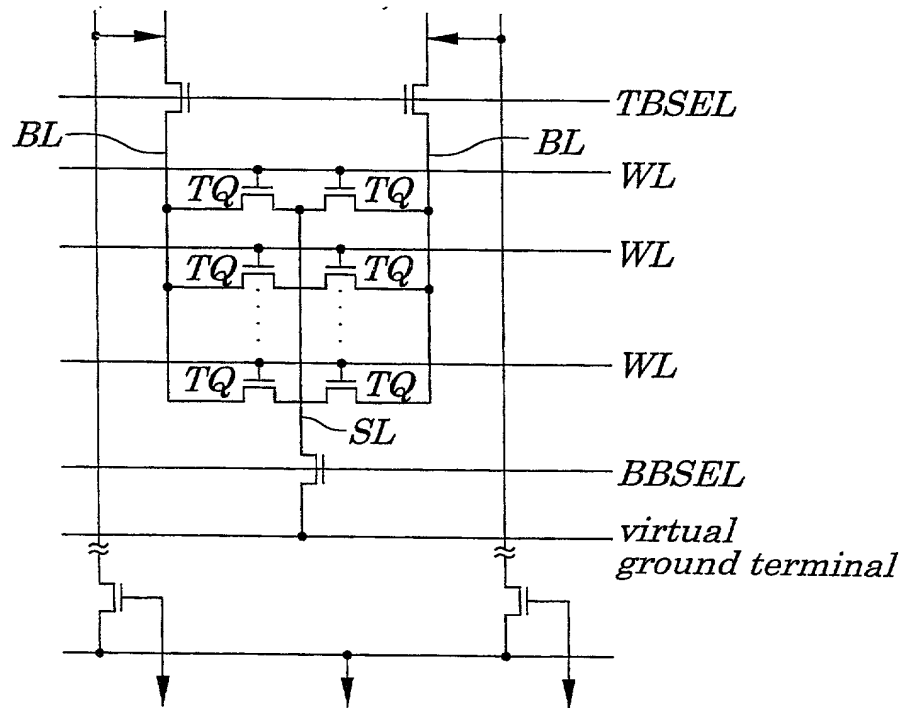 TBSEL
BL BL
WL
TQ TQ
WL
TQ TQ
WL
TQ TQ
SL
BBSEL
virtual
ground terminal